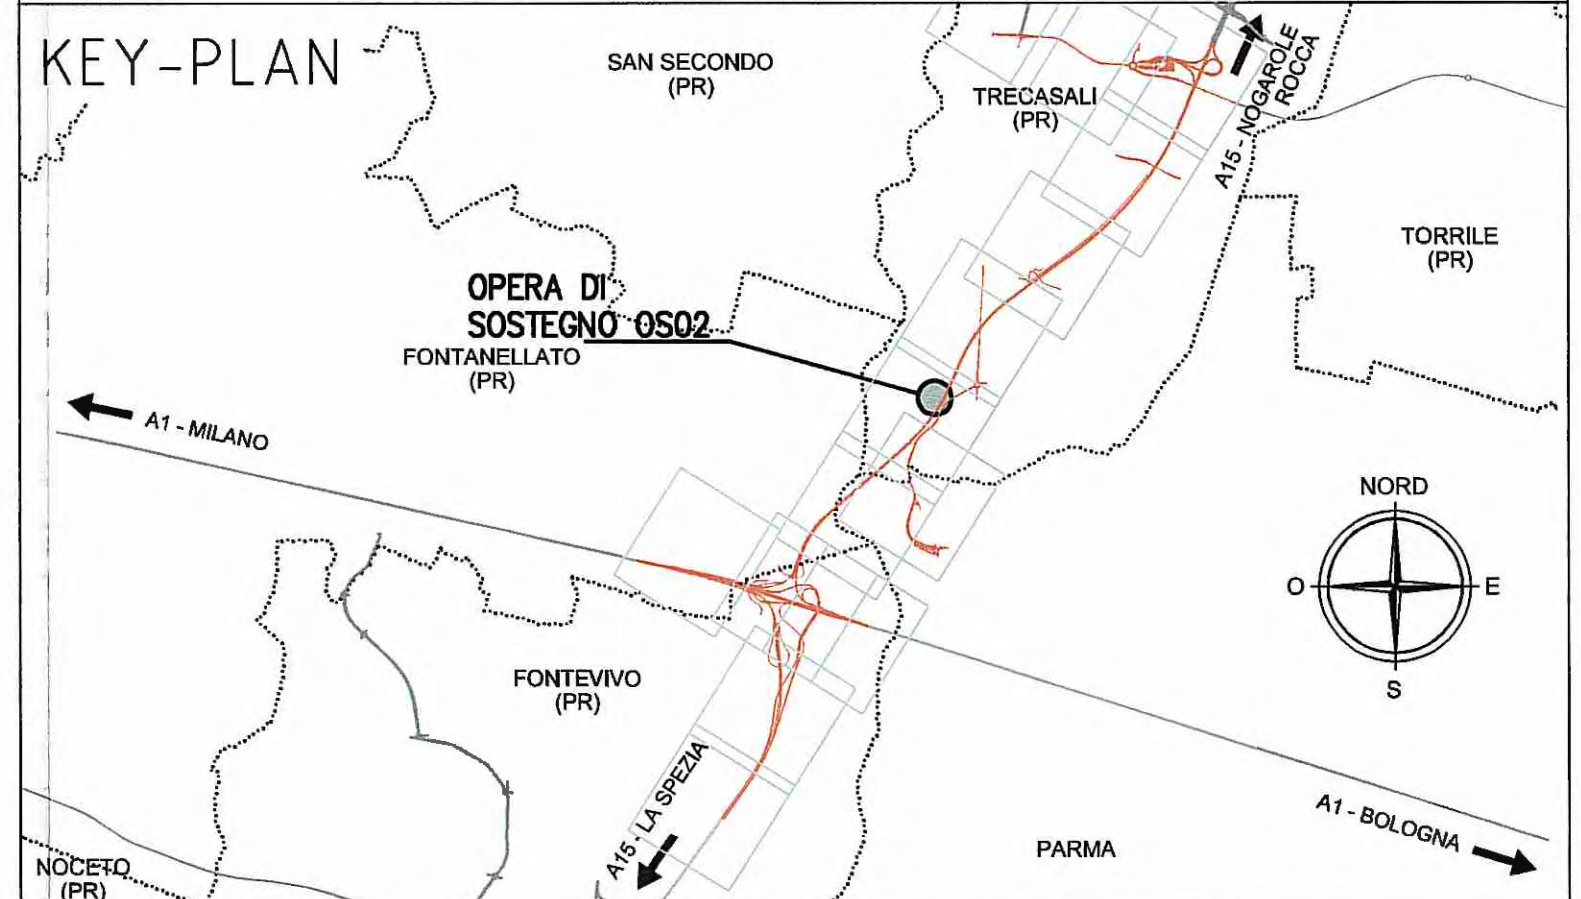 KEY-PLAN
SAN SECONDO
(PR)
TRECASALI
(PR)
A15 - NOGAROLE
ROCCA
TORRILE
(PR)
OPERA DI
SOSTEGNO OS02
FONTANELLATO
(PR)
A1 - MILANO
NORD
O
E
S
FONTEVIVO
(PR)
A15 - LA SPEZIA
A1 - BOLOGNA
PARMA
NOCETO
(PR)